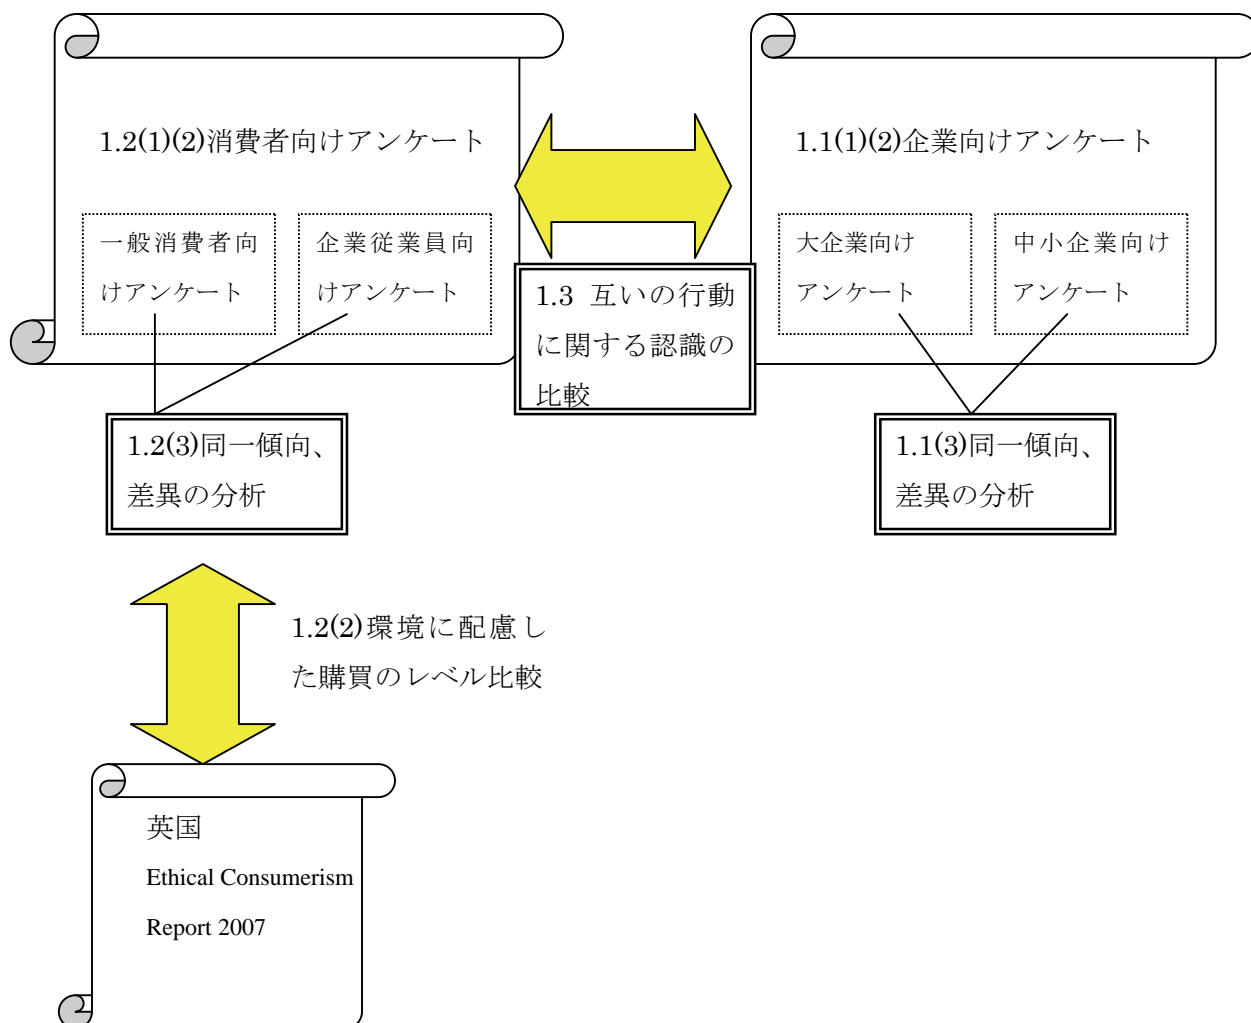 1.2(1)(2)消費者向けアンケート
一般消費者向
けアンケート
企業従業員向
けアンケート
1.1(1)(2)企業向けアンケート
大企業向け
アンケート
中小企業向け
アンケート
1.3 互いの行動
に関する認識の
比較
1.2(3)同一傾向、
差異の分析
1.1(3)同一傾向、
差異の分析
1.2(2)環境に配慮し
た購買のレベル比較
英国
Ethical Consumerism
Report 2007